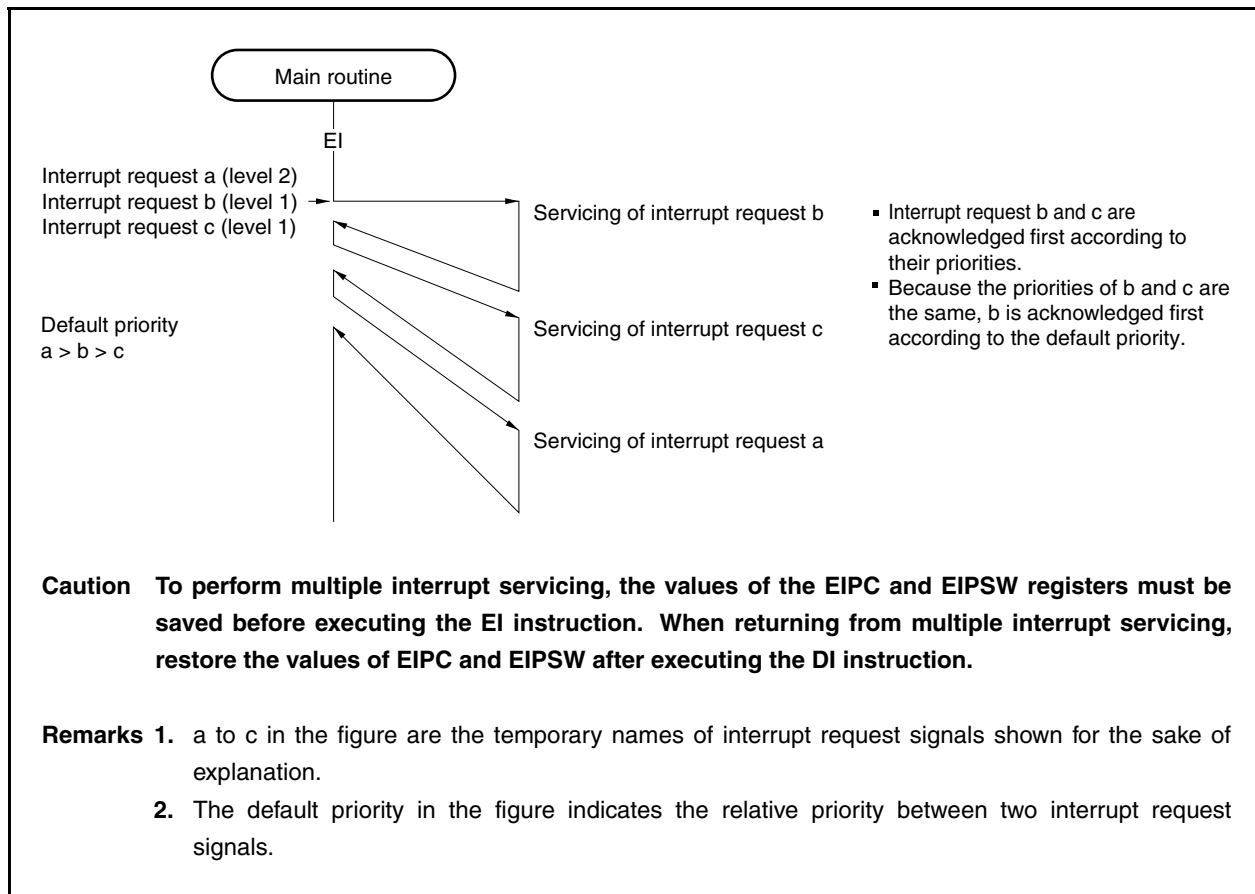 Main routine
EI
Interrupt request a (level 2)
Interrupt request b (level 1)
Interrupt request c (level 1)
Servicing of interrupt request b
▪ Interrupt request b and c are
acknowledged first according to
their priorities.
▪ Because the priorities of b and c are
the same, b is acknowledged first
according to the default priority.
Default priority
a > b > c
Servicing of interrupt request c
Servicing of interrupt request a
Caution To perform multiple interrupt servicing, the values of the EIPC and EIPSW registers must be
saved before executing the EI instruction. When returning from multiple interrupt servicing,
restore the values of EIPC and EIPSW after executing the DI instruction.
Remarks 1. a to c in the figure are the temporary names of interrupt request signals shown for the sake of
explanation.
2. The default priority in the figure indicates the relative priority between two interrupt request
signals.